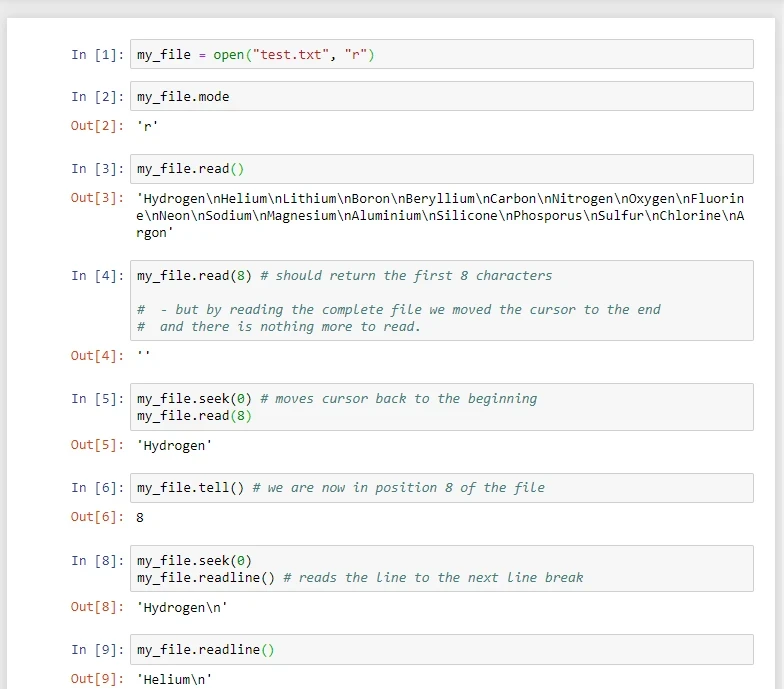 In [1]: my_file = open("test.txt", "r")
In [2]: my_file.mode
Out[2]: 'r'
In [3]: my_file.read()
Out[3]: 'Hydrogen\nHelium\nLithium\nBoron\nBeryllium\nCarbon\nNitrogen\nOxygen\nFluorin
e\nNeon\nSodium\nMagnesium\nAluminium\nSilicone\nPhosporus\nSulfur\nChlorine\nA
rgon'
In [4]: my_file.read(8) # should return the first 8 characters
#  - but by reading the complete file we moved the cursor to the end
#  and there is nothing more to read.
Out[4]: ''
In [5]: my_file.seek(0) # moves cursor back to the beginning
my_file.read(8)
Out[5]: 'Hydrogen'
In [6]: my_file.tell() # we are now in position 8 of the file
Out[6]: 8
In [8]: my_file.seek(0)
my_file.readline() # reads the line to the next line break
Out[8]: 'Hydrogen\n'
In [9]: my_file.readline()
Out[9]: 'Helium\n'